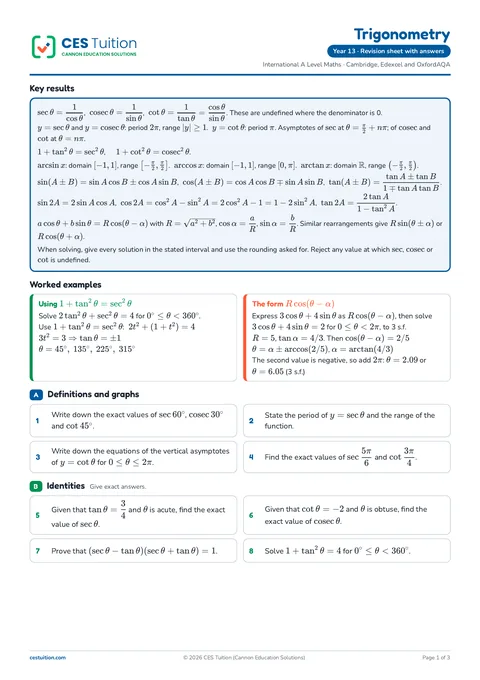 CES Tuition
CANNON EDUCATION SOLUTIONS
Trigonometry
Year 13 · Revision sheet with answers
International A Level Maths · Cambridge, Edexcel and OxfordAQA
Key results
sec θ = 1/cos θ, cosec θ = 1/sin θ, cot θ = 1/tan θ = cos θ/sin θ. These are undefined where the denominator is 0.
y = sec θ and y = cosec θ: period 2π, range |y| ≥ 1. y = cot θ: period π. Asymptotes of sec at θ = π/2 + nπ; of cosec and
cot at θ = nπ.
1 + tan² θ = sec² θ, 1 + cot² θ = cosec² θ.
arcsin x: domain [−1, 1], range [−π/2, π/2]. arccos x: domain [−1, 1], range [0, π]. arctan x: domain ℝ, range (−π/2, π/2).
sin(A ± B) = sin A cos B ± cos A sin B, cos(A ± B) = cos A cos B ∓ sin A sin B, tan(A ± B) = (tan A ± tan B)/(1 ∓ tan A tan B).
sin 2A = 2 sin A cos A, cos 2A = cos² A − sin² A = 2 cos² A − 1 = 1 − 2 sin² A, tan 2A = 2 tan A/(1 − tan² A).
a cos θ + b sin θ = R cos(θ − α) with R = √(a² + b²), cos α = a/R, sin α = b/R. Similar rearrangements give R sin(θ ± α) or
R cos(θ + α).
When solving, give every solution in the stated interval and use the rounding asked for. Reject any value at which sec, cosec or
cot is undefined.
Worked examples
Using 1 + tan² θ = sec² θ
Solve 2 tan² θ + sec² θ = 4 for 0° ≤ θ < 360°.
Use 1 + tan² θ = sec² θ: 2t² + (1 + t²) = 4
3t² = 3 ⇒ tan θ = ±1
θ = 45°, 135°, 225°, 315°
The form R cos(θ − α)
Express 3 cos θ + 4 sin θ as R cos(θ − α), then solve
3 cos θ + 4 sin θ = 2 for 0 ≤ θ < 2π, to 3 s.f.
R = 5, tan α = 4/3. Then cos(θ − α) = 2/5
θ = α ± arccos(2/5), α = arctan(4/3)
The second value is negative, so add 2π: θ = 2.09 or
θ = 6.05 (3 s.f.)
A Definitions and graphs
1 Write down the exact values of sec 60°, cosec 30°
and cot 45°.
2 State the period of y = sec θ and the range of the
function.
3 Write down the equations of the vertical asymptotes
of y = cot θ for 0 ≤ θ ≤ 2π.
4 Find the exact values of sec 5π/6 and cot 3π/4.
B Identities Give exact answers.
5 Given that tan θ = 3/4 and θ is acute, find the exact
value of sec θ.
6 Given that cot θ = −2 and θ is obtuse, find the
exact value of cosec θ.
7 Prove that (sec θ − tan θ)(sec θ + tan θ) = 1.
8 Solve 1 + tan² θ = 4 for 0° ≤ θ < 360°.
cestuition.com
© 2026 CES Tuition (Cannon Education Solutions)
Page 1 of 3